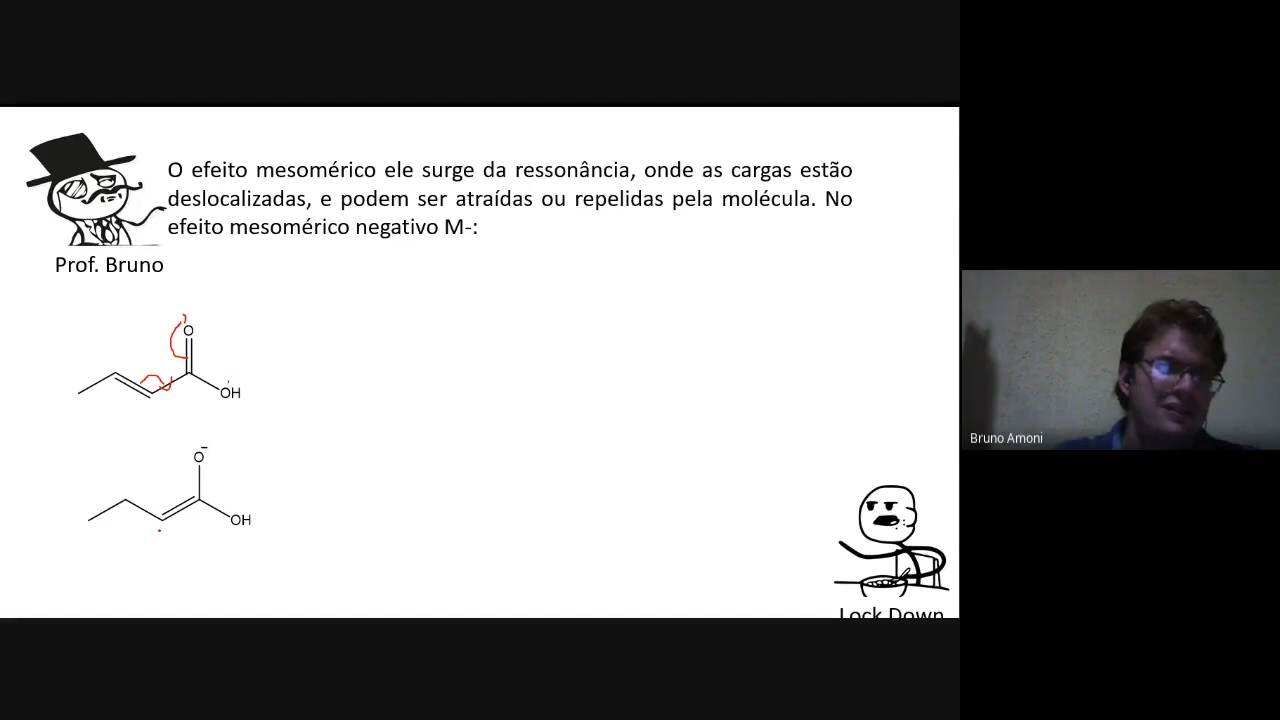 O efeito mesomérico ele surge da ressonância, onde as cargas estão
deslocalizadas, e podem ser atraídas ou repelidas pela molécula. No
efeito mesomérico negativo M-:
Prof. Bruno
O
OH
O-
OH
Bruno Amoni
Lock Down